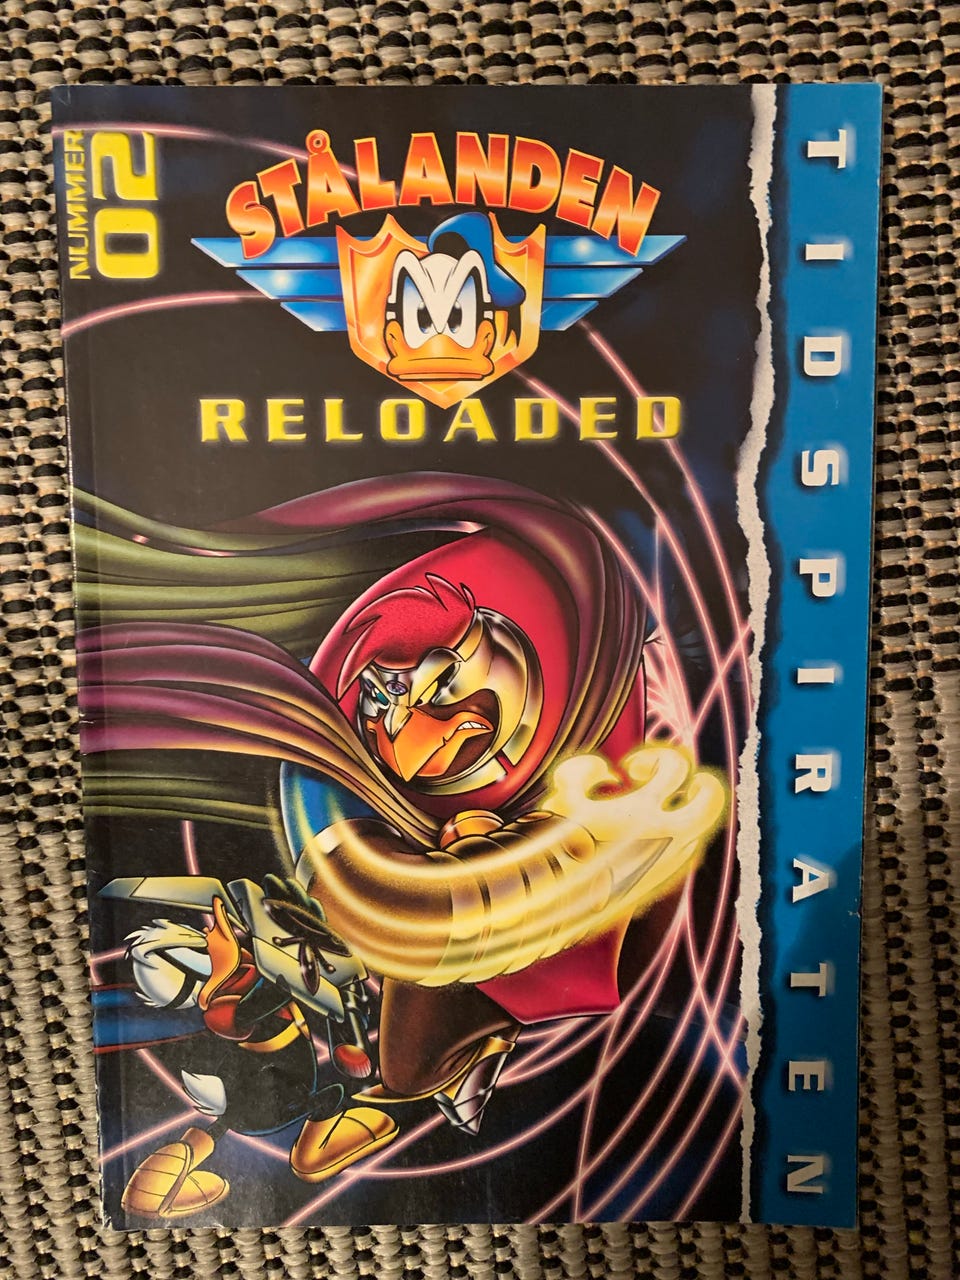 NUMMER
02
STÅLANDEN
RELOADED
TIDSPIRATEN